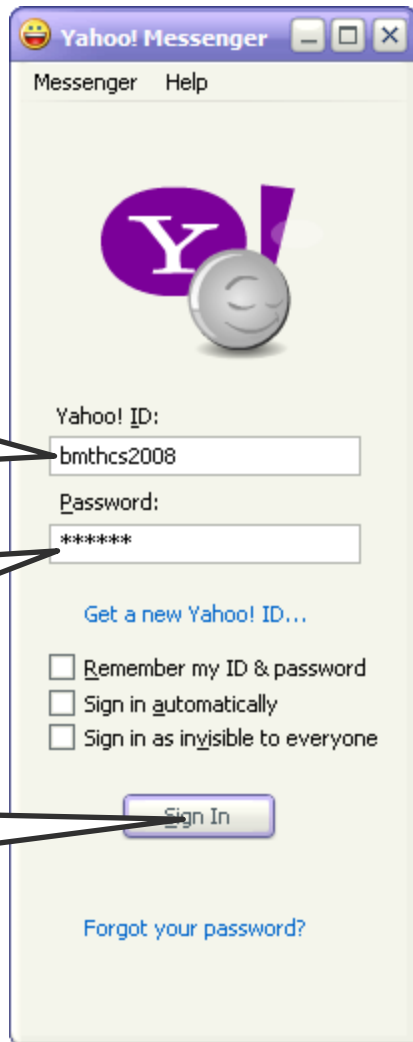 Yahoo! Messenger
Messenger Help
Y!
Yahoo! ID:
bmthcs2008
Password:
******
Get a new Yahoo! ID...
Remember my ID & password
Sign in automatically
Sign in as invisible to everyone
Sign In
Forgot your password?